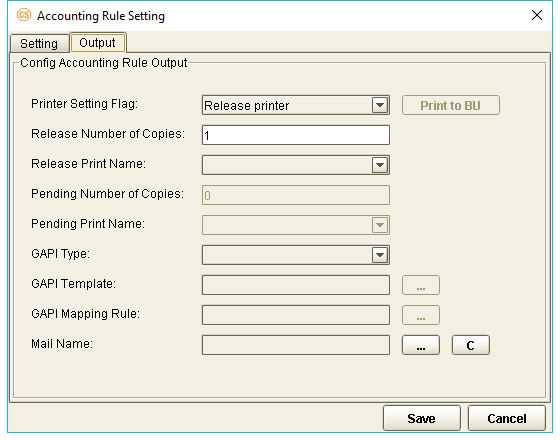 CS Accounting Rule Setting
Setting Output
Config Accounting Rule Output
Printer Setting Flag: Release printer Print to BU
Release Number of Copies: 1
Release Print Name:
Pending Number of Copies: 0
Pending Print Name:
GAPI Type:
GAPI Template: ...
GAPI Mapping Rule: ...
Mail Name: ... C
Save Cancel